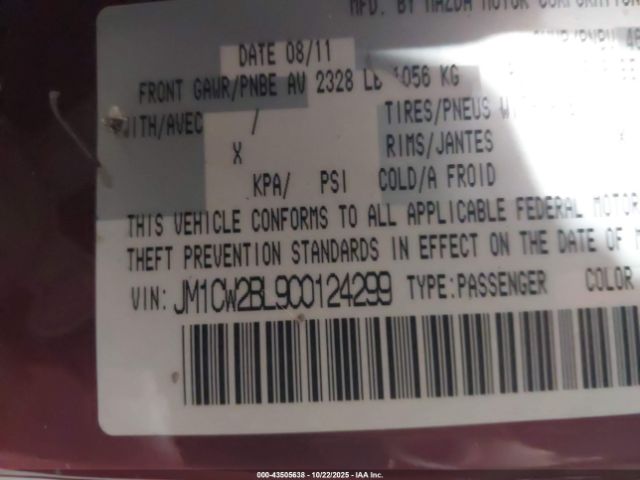 MFD. BY MAZDA MOTOR CORPORATION
DATE 08/11
FRONT GAWR/PNBE AV 2328 LB 1056 KG
WITH/AVEC / TIRES/PNEUS
X RIMS/JANTES
KPA/ PSI COLD/A FROID
THIS VEHICLE CONFORMS TO ALL APPLICABLE FEDERAL MOTOR
THEFT PREVENTION STANDARDS IN EFFECT ON THE DATE OF M
VIN: JM1CW2BL9C0124299 TYPE:PASSENGER COLOR
000-43505638 - 10/22/2025 - IAA Inc.